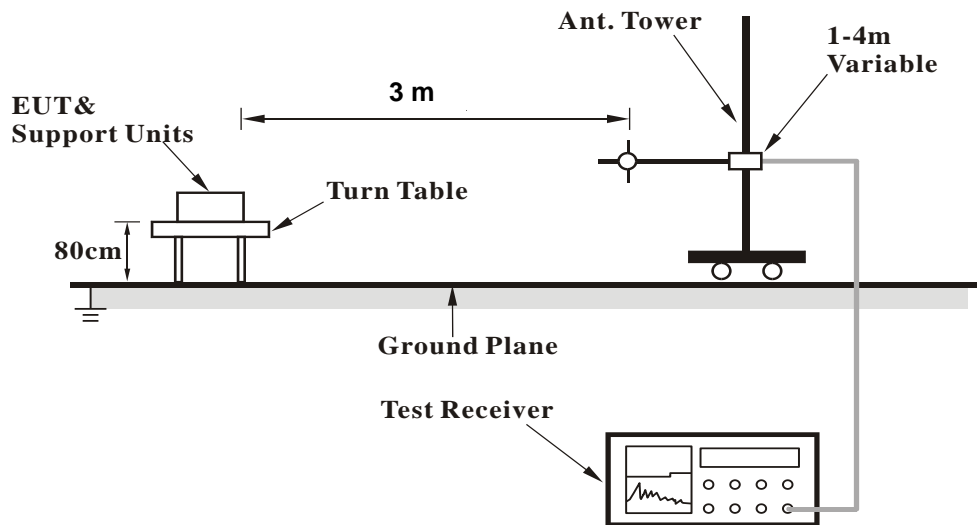 Ant. Tower
1-4m
Variable
3 m
EUT&
Support Units
Turn Table
80cm
Ground Plane
Test Receiver